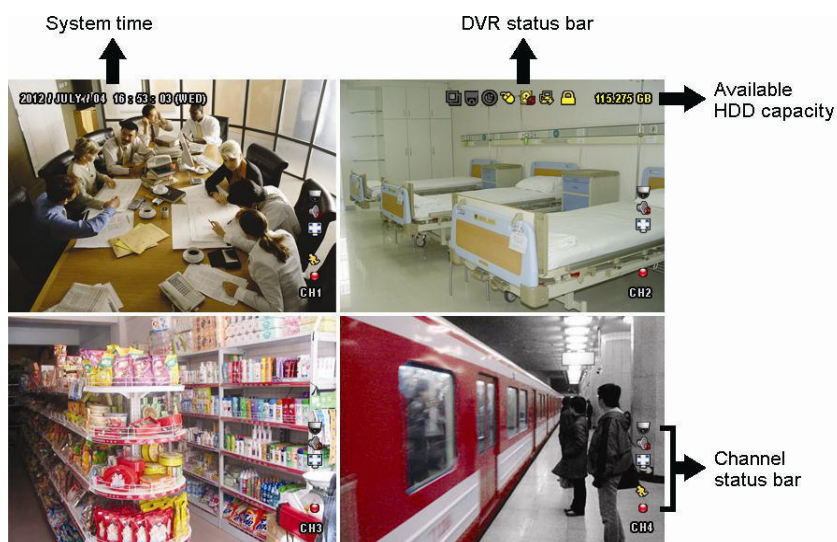 System time
DVR status bar
2012 / JULY / 04 16 : 53 : 03 (WED)
115.275 GB
Available
HDD capacity
CH1
CH2
Channel
status bar
CH3
CH4